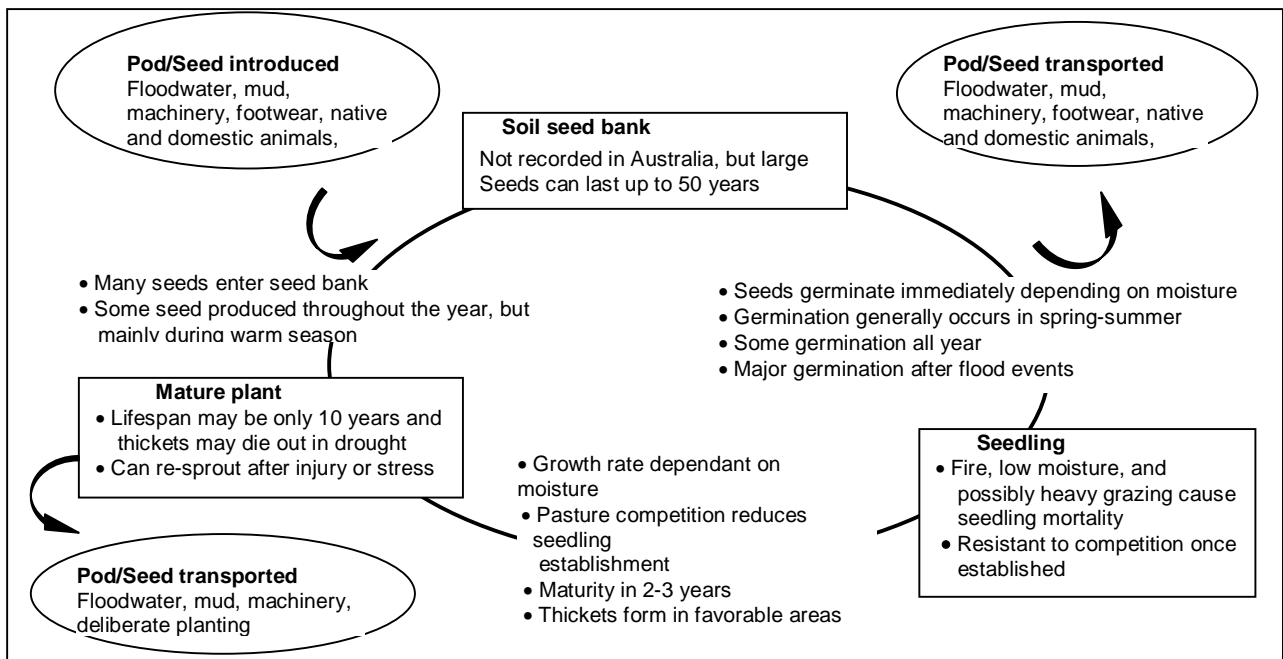 Pod/Seed introduced
Floodwater, mud,
machinery, footwear, native
and domestic animals,
Pod/Seed transported
Floodwater, mud,
machinery, footwear, native
and domestic animals,
Soil seed bank
Not recorded in Australia, but large
Seeds can last up to 50 years
• Many seeds enter seed bank
• Some seed produced throughout the year, but
mainly during warm season
• Seeds germinate immediately depending on moisture
• Germination generally occurs in spring-summer
• Some germination all year
• Major germination after flood events
Mature plant
• Lifespan may be only 10 years and
thickets may die out in drought
• Can re-sprout after injury or stress
Seedling
• Fire, low moisture, and
possibly heavy grazing cause
seedling mortality
• Resistant to competition once
established
• Growth rate dependant on
moisture
• Pasture competition reduces
seedling
establishment
• Maturity in 2-3 years
• Thickets form in favorable areas
Pod/Seed transported
Floodwater, mud, machinery,
deliberate planting